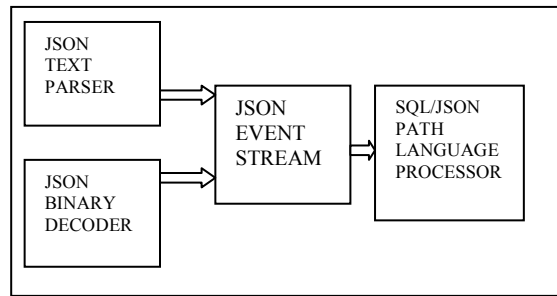 JSON
TEXT
PARSER
JSON
BINARY
DECODER
JSON
EVENT
STREAM
SQL/JSON
PATH
LANGUAGE
PROCESSOR